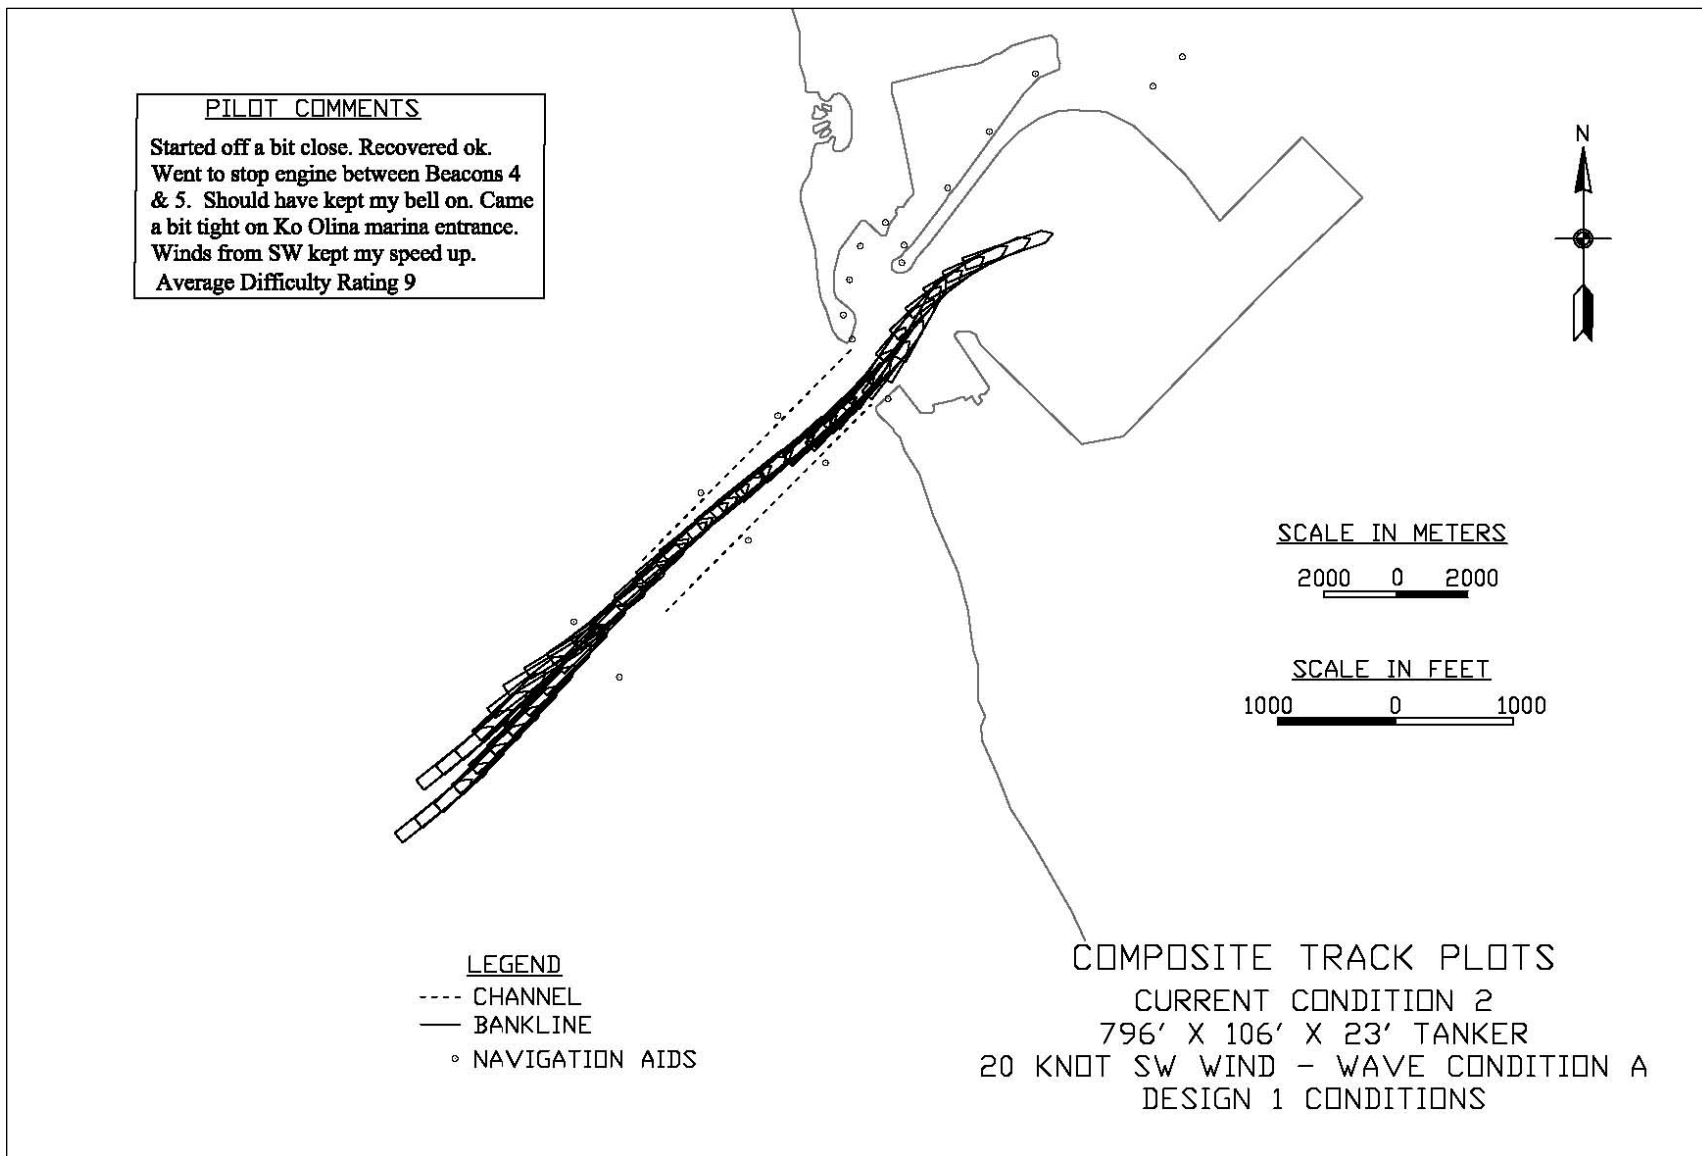 PILOT COMMENTS
Started off a bit close. Recovered ok.
Went to stop engine between Beacons 4
& 5. Should have kept my bell on. Came
a bit tight on Ko Olina marina entrance.
Winds from SW kept my speed up.
Average Difficulty Rating 9
N
SCALE IN METERS
2000 0 2000
SCALE IN FEET
1000 0 1000
LEGEND
CHANNEL
BANKLINE
NAVIGATION AIDS
COMPOSITE TRACK PLOTS
CURRENT CONDITION 2
796' X 106' X 23' TANKER
20 KNOT SW WIND - WAVE CONDITION A
DESIGN 1 CONDITIONS